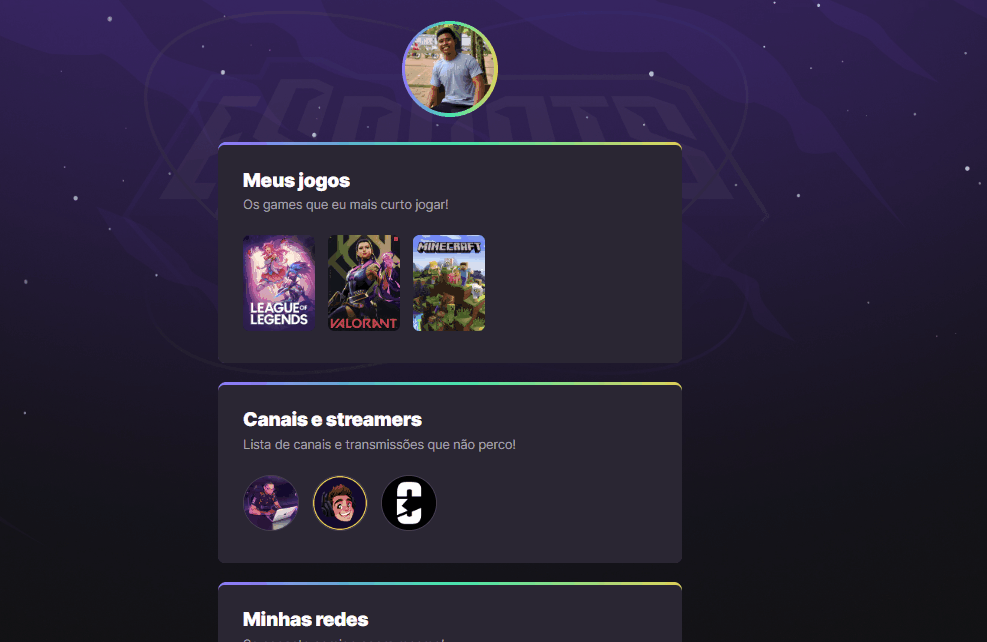 eSPORTS
Meus jogos
Os games que eu mais curto jogar!
LEAGUE OF
LEGENDS
VALORANT
MINECRAFT
Canais e streamers
Lista de canais e transmissões que não perco!
Minhas redes